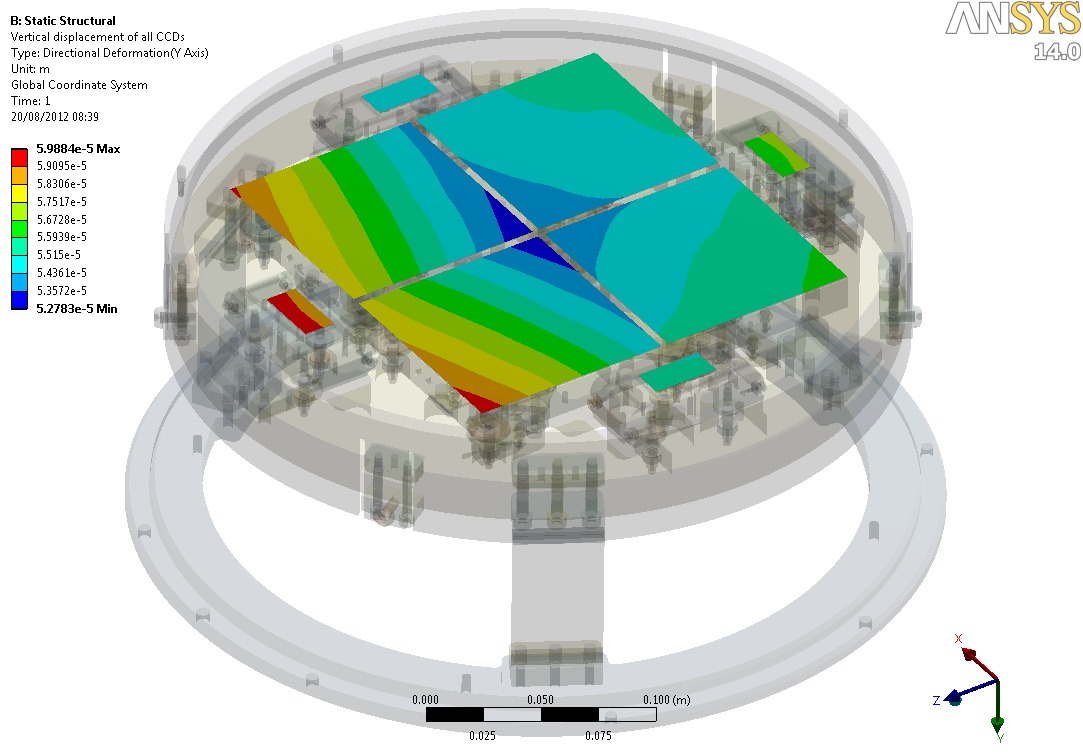 B: Static Structural
Vertical displacement of all CCDs
Type: Directional Deformation(Y Axis)
Unit: m
Global Coordinate System
Time: 1
20/08/2012 08:39
5.9884e-5 Max
5.9095e-5
5.8306e-5
5.7517e-5
5.6728e-5
5.5939e-5
5.515e-5
5.4361e-5
5.3572e-5
5.2783e-5 Min
ANSYS
14.0
0.000 0.050 0.100 (m)
0.025 0.075
X
Z
Y